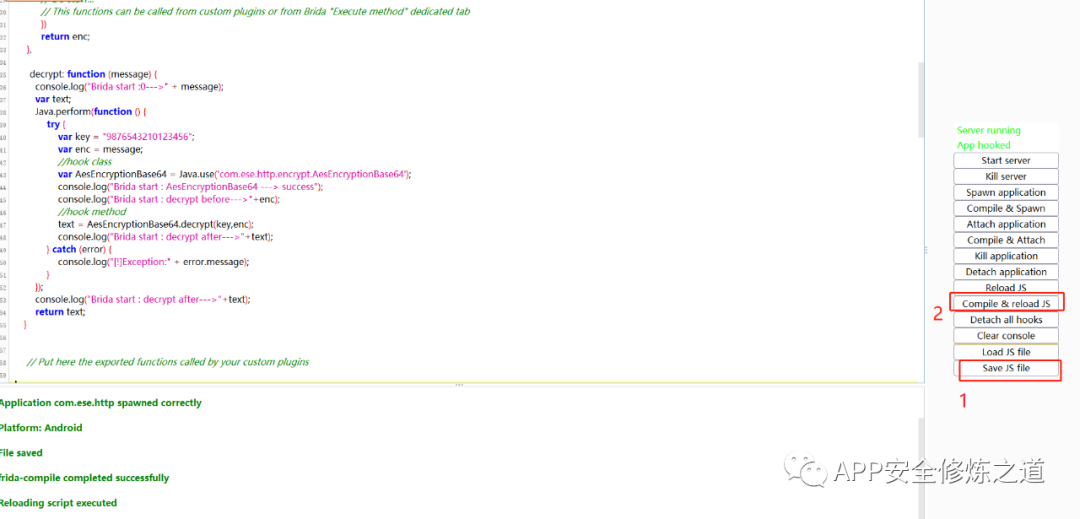 // This functions can be called from custom plugins or from Brida "Execute method" dedicated tab
})
return enc;
},
decrypt: function (message) {
console.log("Brida start :0--->" + message);
var text;
Java.perform(function () {
try {
var key = "9876543210123456";
var enc = message;
//hook class
var AesEncryptionBase64 = Java.use('com.ese.http.encrypt.AesEncryptionBase64');
console.log("Brida start : AesEncryptionBase64 ---> success");
console.log("Brida start : decrypt before--->"+enc);
//hook method
text = AesEncryptionBase64.decrypt(key,enc);
console.log("Brida start : decrypt after--->"+text);
} catch (error) {
console.log("[!]Exception:" + error.message);
}
});
console.log("Brida start : decrypt after--->"+text);
return text;
}
// Put here the exported functions called by your custom plugins
Application com.ese.http spawned correctly
Platform: Android
File saved
frida-compile completed successfully
Reloading script executed
Server running
App hooked
Start server
Kill server
Spawn application
Compile & Spawn
Attach application
Compile & Attach
Kill application
Detach application
Reload JS
2
Compile & reload JS
Detach all hooks
Clear console
Load JS file
Save JS file
1
APP安全修炼之道